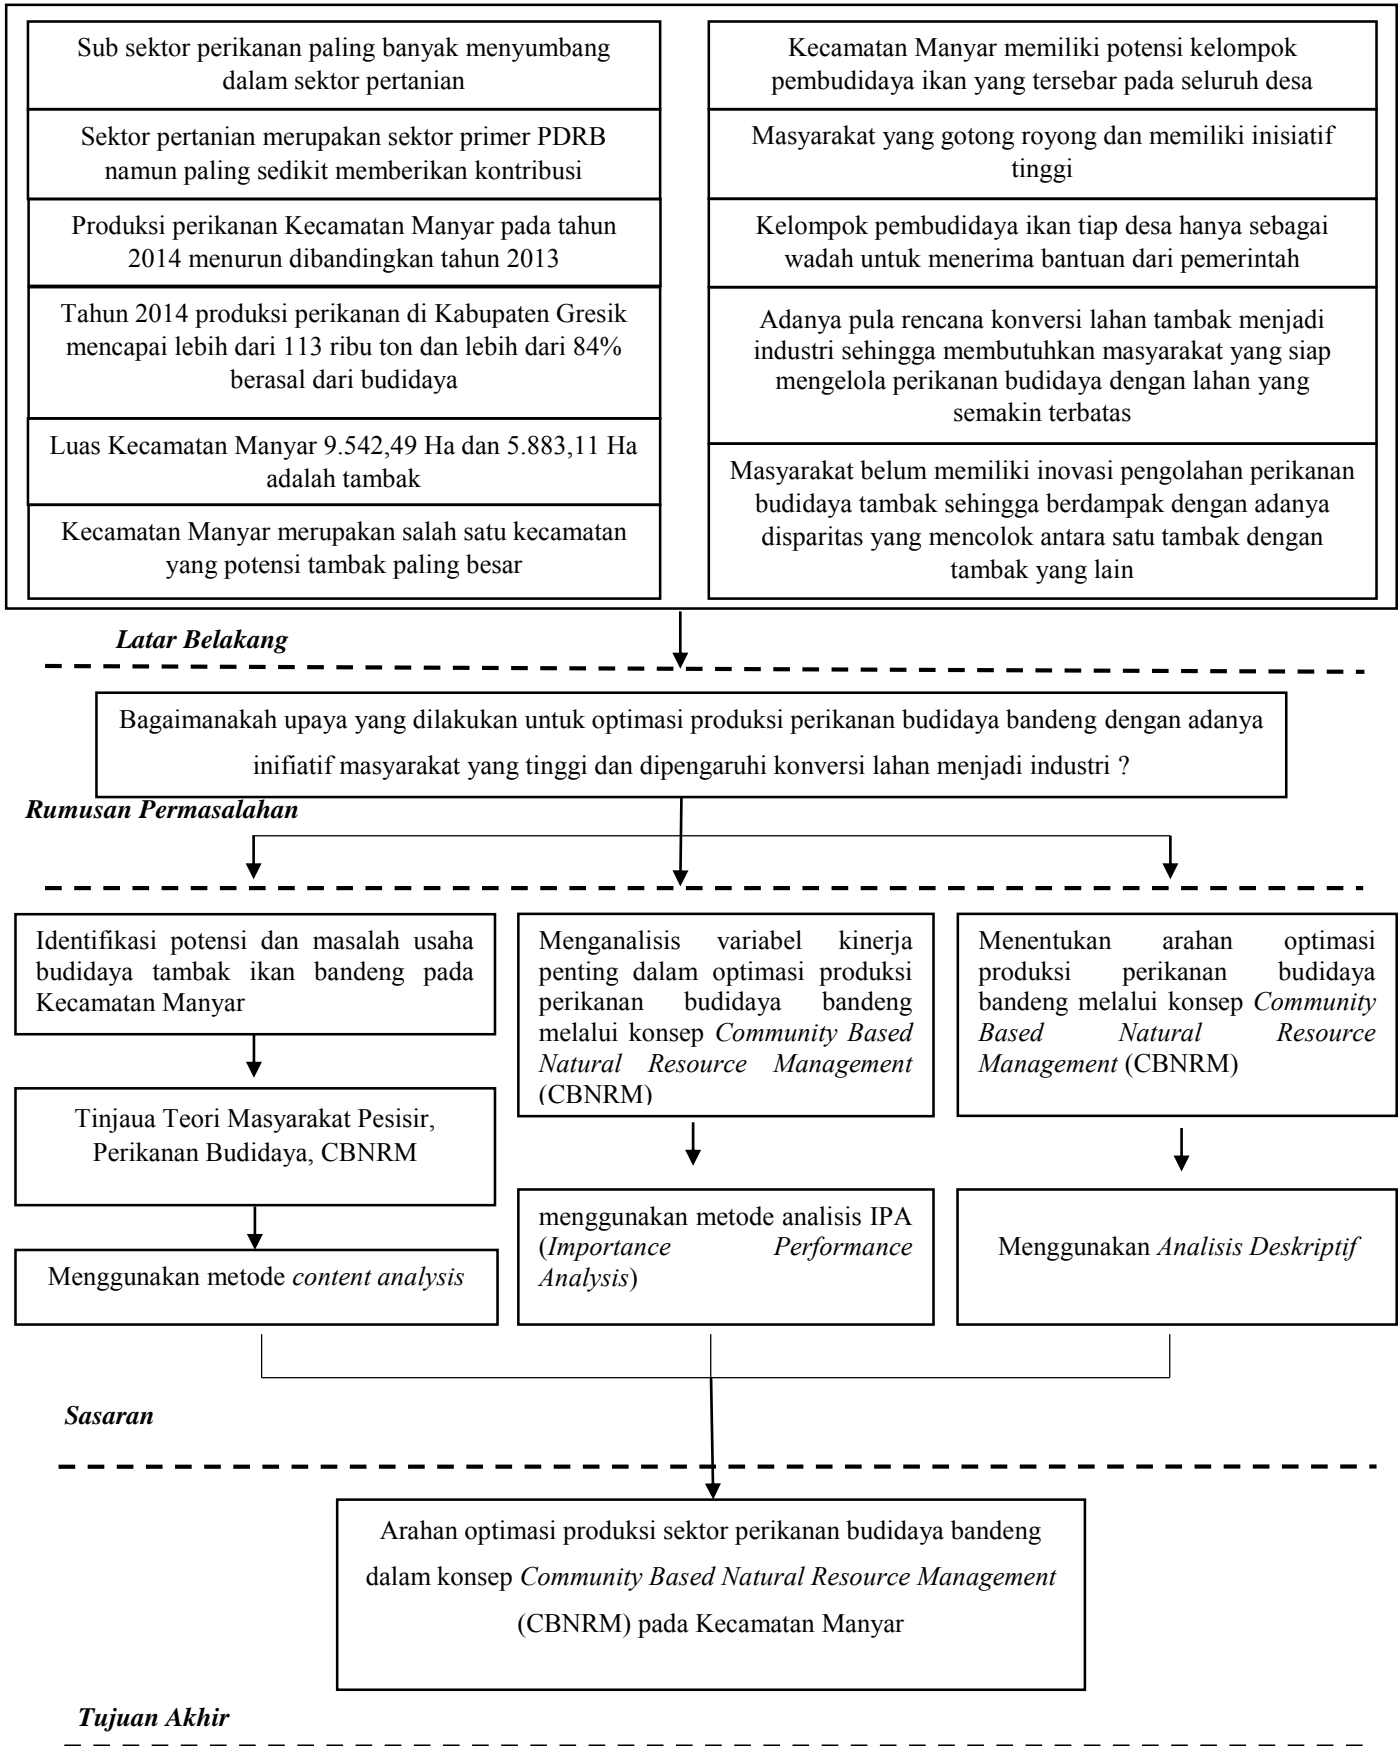 Sub sektor perikanan paling banyak menyumbang
dalam sektor pertanian
Sektor pertanian merupakan sektor primer PDRB
namun paling sedikit memberikan kontribusi
Produksi perikanan Kecamatan Manyar pada tahun
2014 menurun dibandingkan tahun 2013
Tahun 2014 produksi perikanan di Kabupaten Gresik
mencapai lebih dari 113 ribu ton dan lebih dari 84%
berasal dari budidaya
Luas Kecamatan Manyar 9.542,49 Ha dan 5.883,11 Ha
adalah tambak
Kecamatan Manyar merupakan salah satu kecamatan
yang potensi tambak paling besar
Kecamatan Manyar memiliki potensi kelompok
pembudidaya ikan yang tersebar pada seluruh desa
Masyarakat yang gotong royong dan memiliki inisiatif
tinggi
Kelompok pembudidaya ikan tiap desa hanya sebagai
wadah untuk menerima bantuan dari pemerintah
Adanya pula rencana konversi lahan tambak menjadi
industri sehingga membutuhkan masyarakat yang siap
mengelola perikanan budidaya dengan lahan yang
semakin terbatas
Masyarakat belum memiliki inovasi pengolahan perikanan
budidaya tambak sehingga berdampak dengan adanya
disparitas yang mencolok antara satu tambak dengan
tambak yang lain
Latar Belakang
Bagaimanakah upaya yang dilakukan untuk optimasi produksi perikanan budidaya bandeng dengan adanya
inifiatif masyarakat yang tinggi dan dipengaruhi konversi lahan menjadi industri ?
Rumusan Permasalahan
Identifikasi potensi dan masalah usaha
budidaya tambak ikan bandeng pada
Kecamatan Manyar
Tinjaua Teori Masyarakat Pesisir,
Perikanan Budidaya, CBNRM
Menggunakan metode content analysis
Menganalisis variabel kinerja
penting dalam optimasi produksi
perikanan budidaya bandeng
melalui konsep Community Based
Natural Resource Management
(CBNRM)
menggunakan metode analisis IPA
(Importance Performance
Analysis)
Menentukan arahan optimasi
produksi perikanan budidaya
bandeng melalui konsep Community
Based Natural Resource
Management (CBNRM)
Menggunakan Analisis Deskriptif
Sasaran
Arahan optimasi produksi sektor perikanan budidaya bandeng
dalam konsep Community Based Natural Resource Management
(CBNRM) pada Kecamatan Manyar
Tujuan Akhir